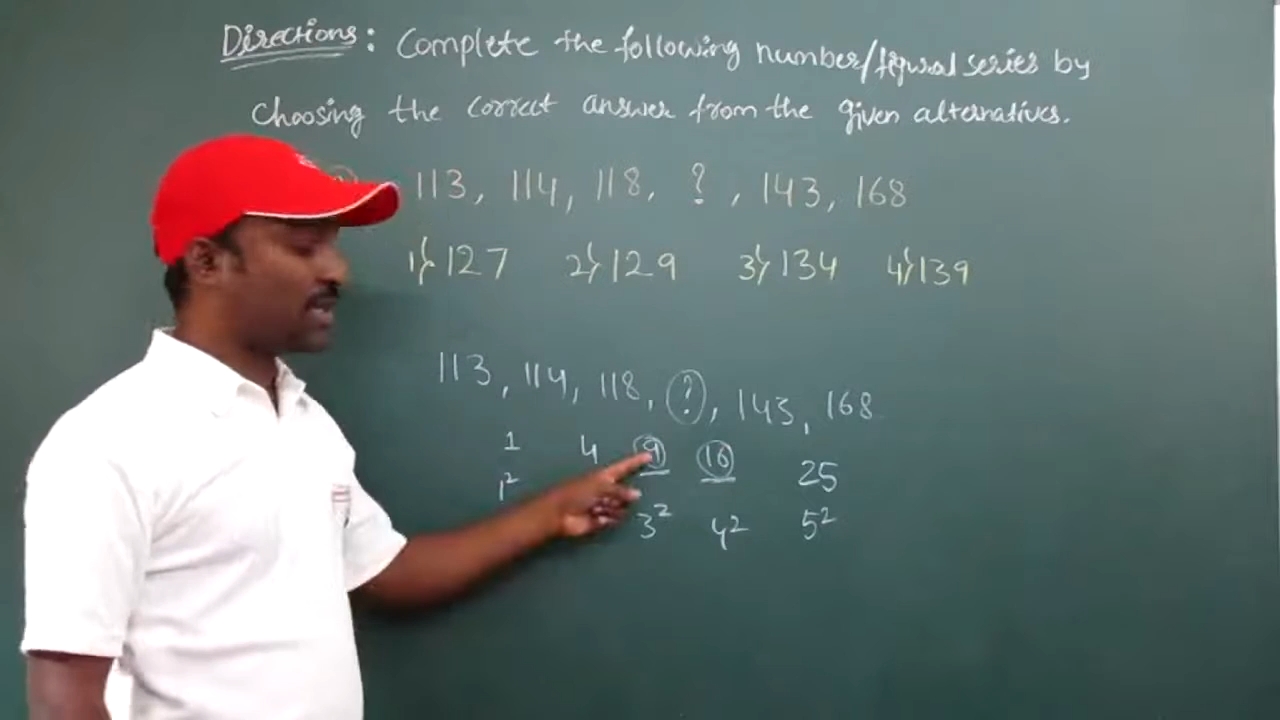 Directions: Complete the following number/figural series by
choosing the correct answer from the given alternatives.
113, 114, 118, ?, 143, 168
1) 127 2) 129 3) 134 4) 139
113, 114, 118, ?, 143, 168
1 4 9 16 25
1² 3² 4² 5²